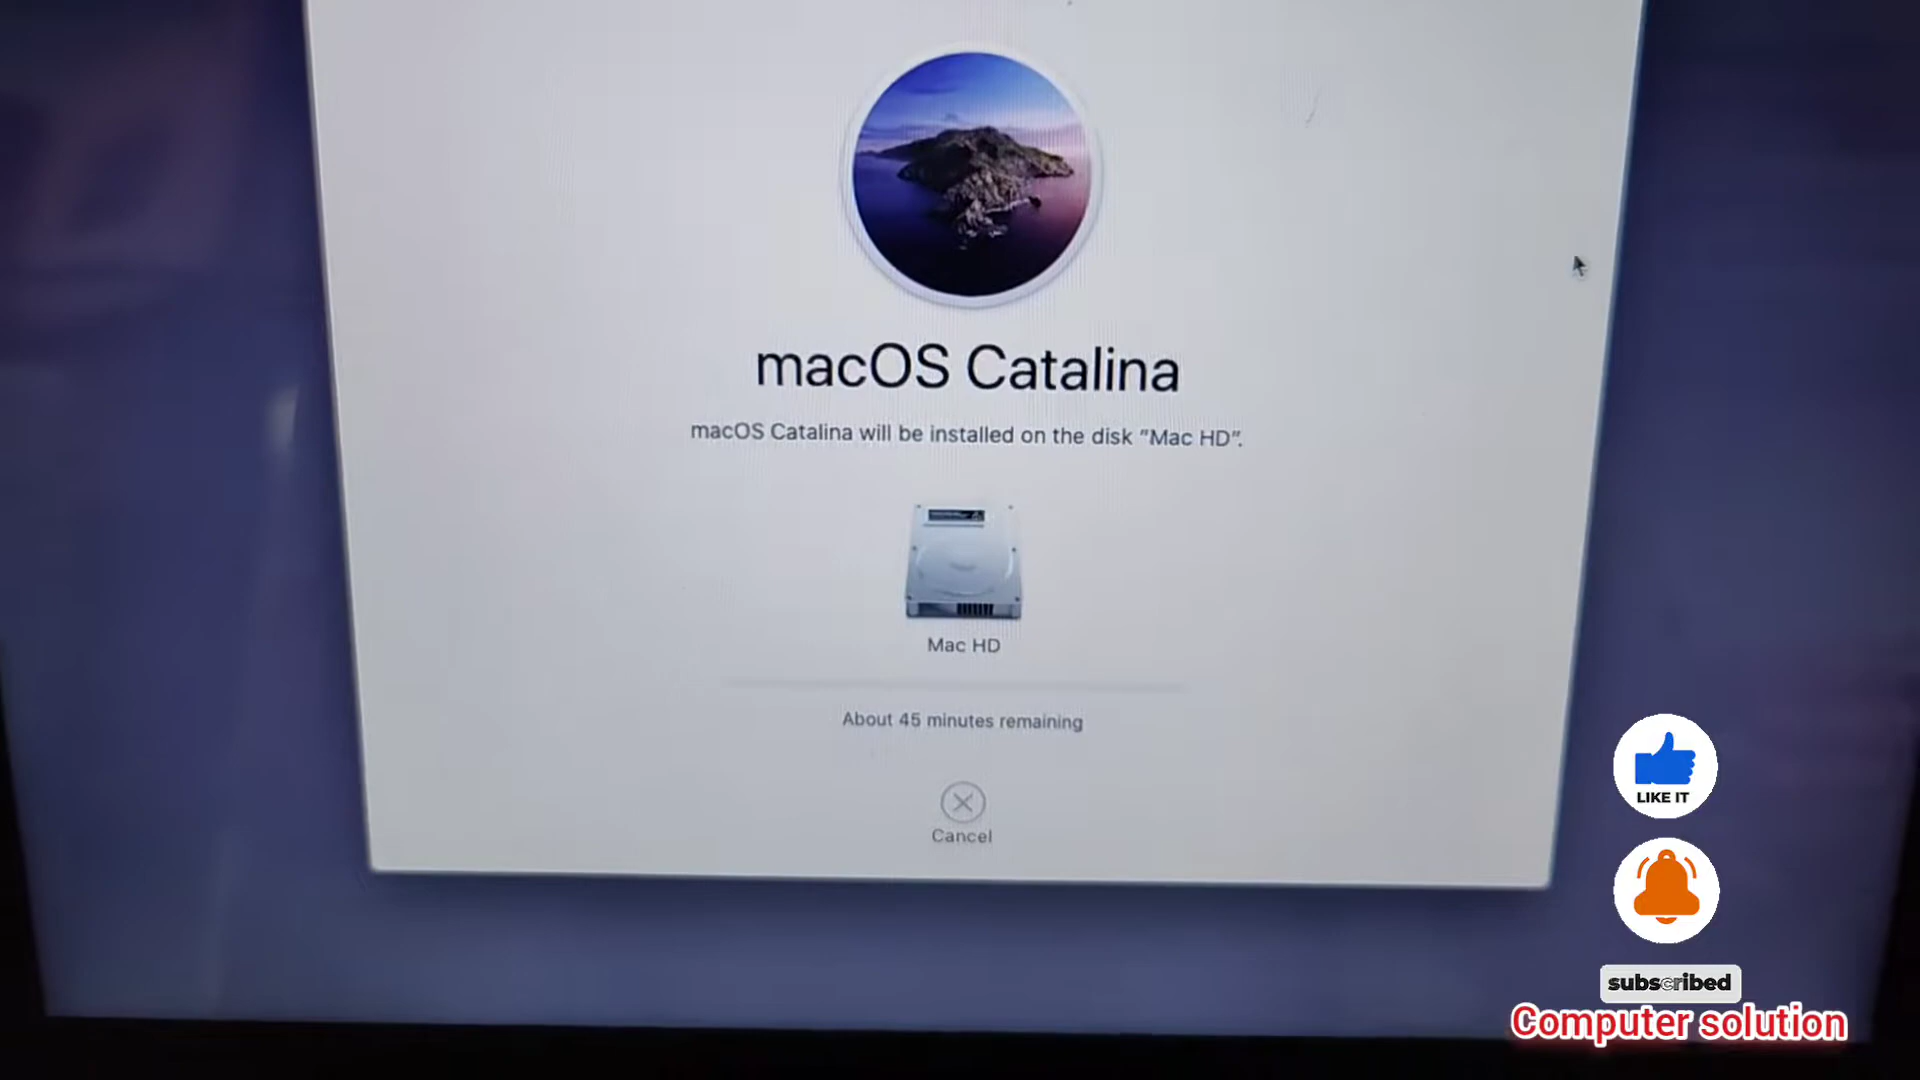 macOS Catalina
macOS Catalina will be installed on the disk “Mac HD”.
Mac HD
About 45 minutes remaining
Cancel
LIKE IT
subscribed
Computer solution